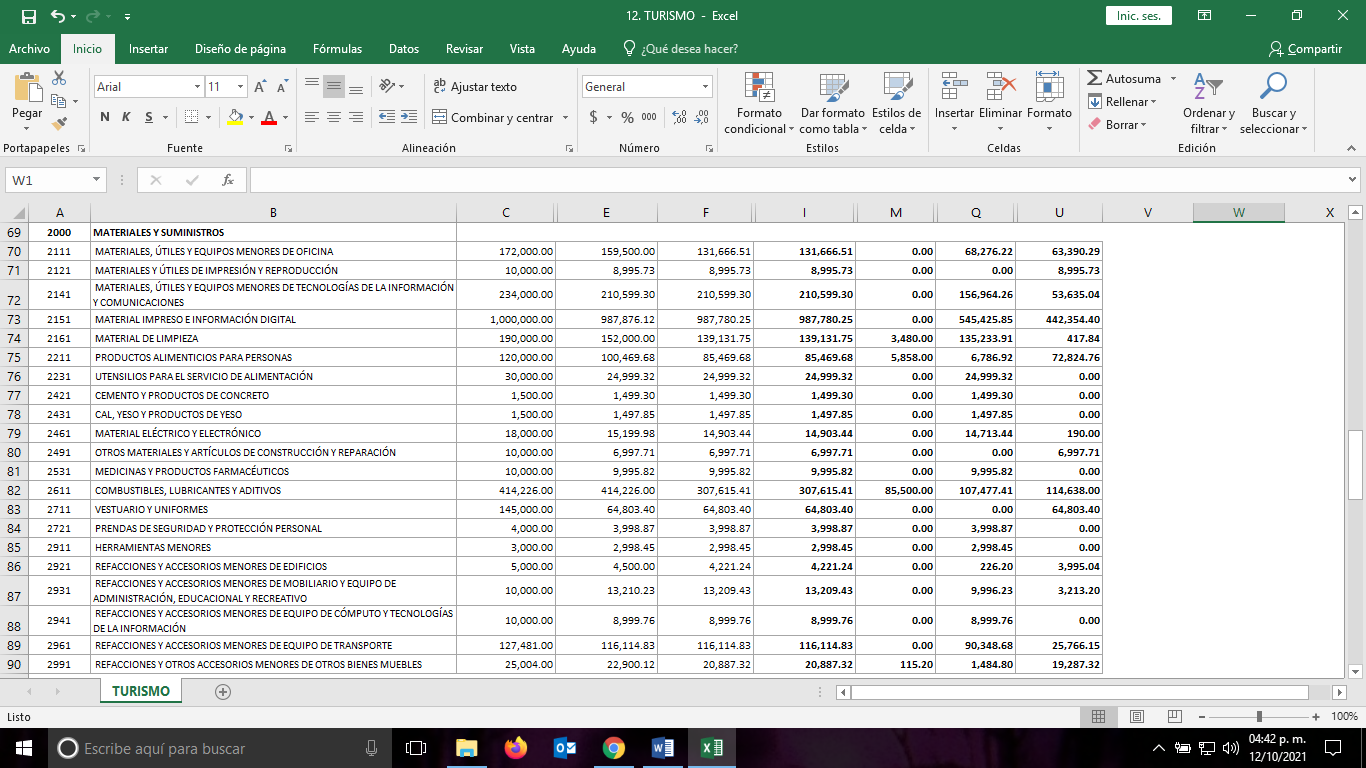 12. TURISMO - Excel
Inic. ses.
Archivo Inicio Insertar Diseño de página Fórmulas Datos Revisar Vista Ayuda ¿Qué desea hacer? Compartir
Pegar
Portapapeles
Arial 11
N K S
Fuente
Ajustar texto
Combinar y centrar
Alineación
General
$ % 000
Número
Formato condicional
Dar formato como tabla
Estilos de celda
Estilos
Insertar Eliminar Formato
Celdas
Autosuma
Rellenar
Borrar
Ordenar y filtrar
Buscar y seleccionar
Edición
W1 fx
A B C E F I M Q U V W X
69 2000 MATERIALES Y SUMINISTROS
70 2111 MATERIALES, ÚTILES Y EQUIPOS MENORES DE OFICINA 172,000.00 159,500.00 131,666.51 131,666.51 0.00 68,276.22 63,390.29
71 2121 MATERIALES Y ÚTILES DE IMPRESIÓN Y REPRODUCCIÓN 10,000.00 8,995.73 8,995.73 8,995.73 0.00 0.00 8,995.73
72 2141 MATERIALES, ÚTILES Y EQUIPOS MENORES DE TECNOLOGÍAS DE LA INFORMACIÓN
Y COMUNICACIONES 234,000.00 210,599.30 210,599.30 210,599.30 0.00 156,964.26 53,635.04
73 2151 MATERIAL IMPRESO E INFORMACIÓN DIGITAL 1,000,000.00 987,876.12 987,780.25 987,780.25 0.00 545,425.85 442,354.40
74 2161 MATERIAL DE LIMPIEZA 190,000.00 152,000.00 139,131.75 139,131.75 3,480.00 135,233.91 417.84
75 2211 PRODUCTOS ALIMENTICIOS PARA PERSONAS 120,000.00 100,469.68 85,469.68 85,469.68 5,858.00 6,786.92 72,824.76
76 2231 UTENSILIOS PARA EL SERVICIO DE ALIMENTACIÓN 30,000.00 24,999.32 24,999.32 24,999.32 0.00 24,999.32 0.00
77 2421 CEMENTO Y PRODUCTOS DE CONCRETO 1,500.00 1,499.30 1,499.30 1,499.30 0.00 1,499.30 0.00
78 2431 CAL, YESO Y PRODUCTOS DE YESO 1,500.00 1,497.85 1,497.85 1,497.85 0.00 1,497.85 0.00
79 2461 MATERIAL ELÉCTRICO Y ELECTRÓNICO 18,000.00 15,199.98 14,903.44 14,903.44 0.00 14,713.44 190.00
80 2491 OTROS MATERIALES Y ARTÍCULOS DE CONSTRUCCIÓN Y REPARACIÓN 10,000.00 6,997.71 6,997.71 6,997.71 0.00 0.00 6,997.71
81 2531 MEDICINAS Y PRODUCTOS FARMACÉUTICOS 10,000.00 9,995.82 9,995.82 9,995.82 0.00 9,995.82 0.00
82 2611 COMBUSTIBLES, LUBRICANTES Y ADITIVOS 414,226.00 414,226.00 307,615.41 307,615.41 85,500.00 107,477.41 114,638.00
83 2711 VESTUARIO Y UNIFORMES 145,000.00 64,803.40 64,803.40 64,803.40 0.00 0.00 64,803.40
84 2721 PRENDAS DE SEGURIDAD Y PROTECCIÓN PERSONAL 4,000.00 3,998.87 3,998.87 3,998.87 0.00 3,998.87 0.00
85 2911 HERRAMIENTAS MENORES 3,000.00 2,998.45 2,998.45 2,998.45 0.00 2,998.45 0.00
86 2921 REFACCIONES Y ACCESORIOS MENORES DE EDIFICIOS 5,000.00 4,500.00 4,221.24 4,221.24 0.00 226.20 3,995.04
87 2931 REFACCIONES Y ACCESORIOS MENORES DE MOBILIARIO Y EQUIPO DE
ADMINISTRACIÓN, EDUCACIONAL Y RECREATIVO 10,000.00 13,210.23 13,209.43 13,209.43 0.00 9,996.23 3,213.20
88 2941 REFACCIONES Y ACCESORIOS MENORES DE EQUIPO DE CÓMPUTO Y TECNOLOGÍAS
DE LA INFORMACIÓN 10,000.00 8,999.76 8,999.76 8,999.76 0.00 8,999.76 0.00
89 2961 REFACCIONES Y ACCESORIOS MENORES DE EQUIPO DE TRANSPORTE 127,481.00 116,114.83 116,114.83 116,114.83 0.00 90,348.68 25,766.15
90 2991 REFACCIONES Y OTROS ACCESORIOS MENORES DE OTROS BIENES MUEBLES 25,004.00 22,900.12 20,887.32 20,887.32 115.20 1,484.80 19,287.32
TURISMO
Listo 100%
Escribe aquí para buscar
04:42 p. m.
12/10/2021